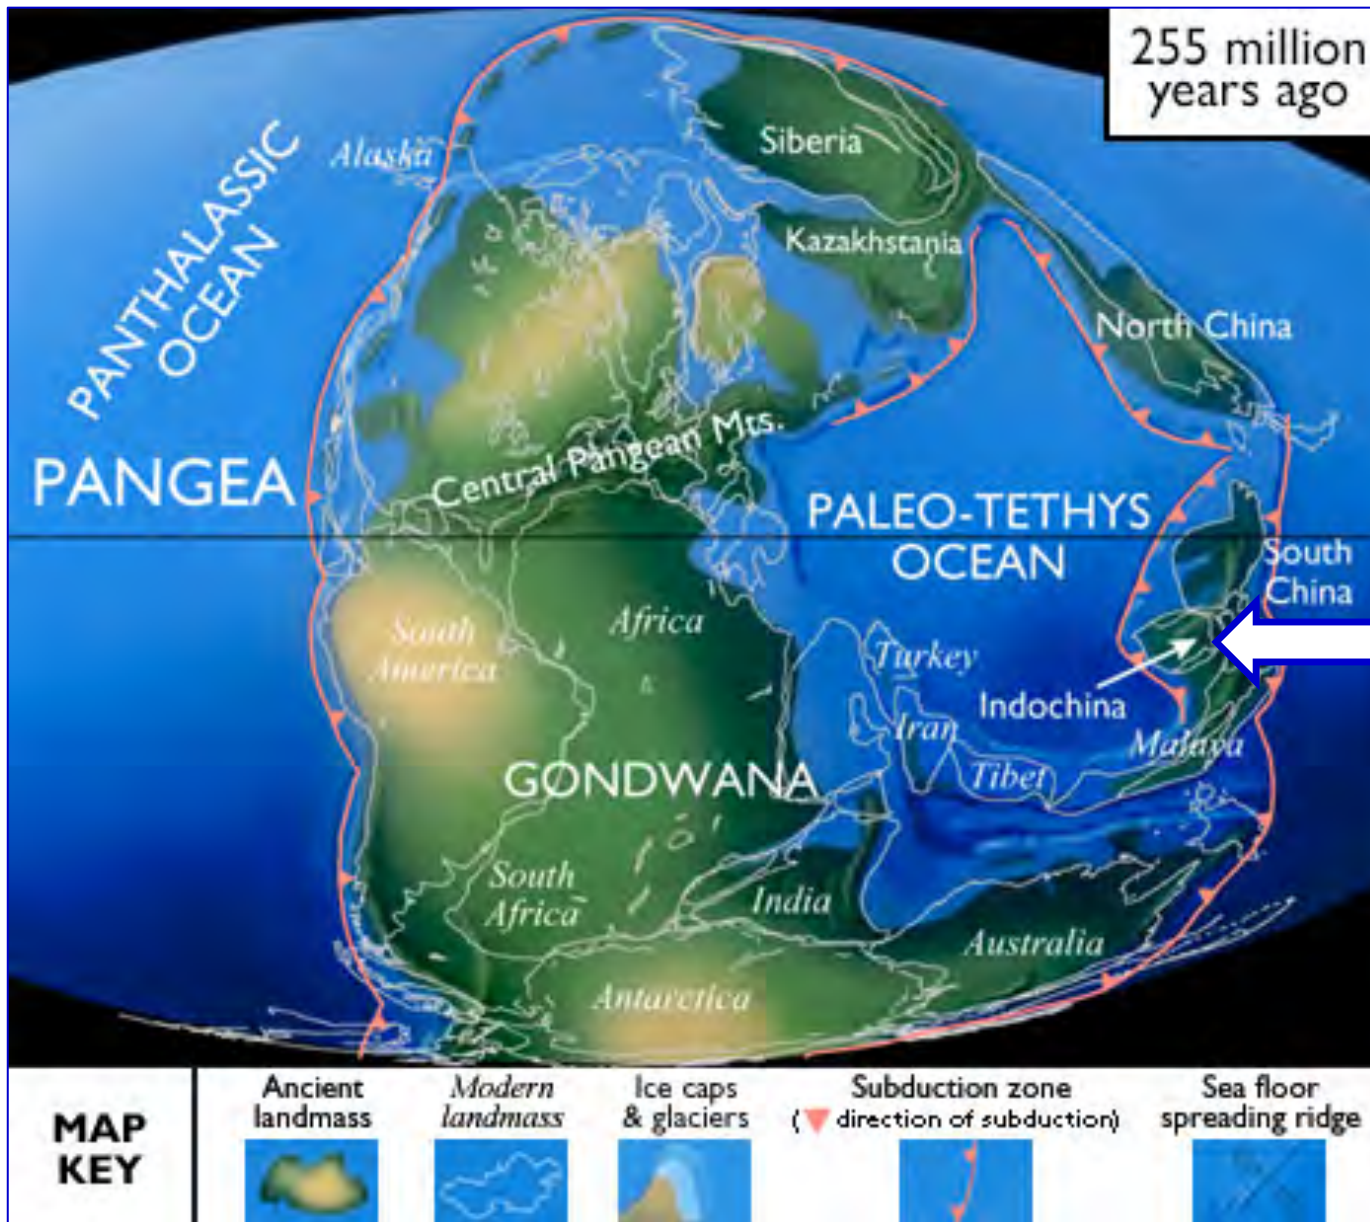 255 million
years ago
Alaska
Siberia
PANTHALASSIC
OCEAN
Kazakhstania
North China
Central Pangean Mts.
PANGEA
PALEO-TETHYS
OCEAN
South
China
South
America
Africa
Turkey
Indochina
Iran
Malaya
Tibet
GONDWANA
South
Africa
India
Australia
Antarctica
MAP
KEY
Ancient
landmass
Modern
landmass
Ice caps
& glaciers
Subduction zone
(▼ direction of subduction)
Sea floor
spreading ridge